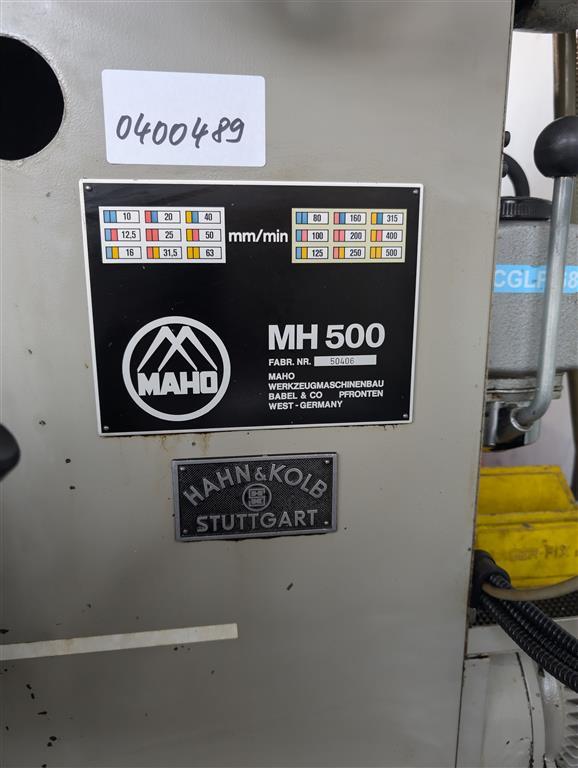 0400489
10 20 40
12,5 25 50
16 31,5 63
mm/min
80 160 315
100 200 400
125 250 500
MAHO
MH 500
FABR. NR. 50406
MAHO
WERKZEUGMASCHINENBAU
BABEL & CO PFRONTEN
WEST-GERMANY
HAHN & KOLB
STUTTGART